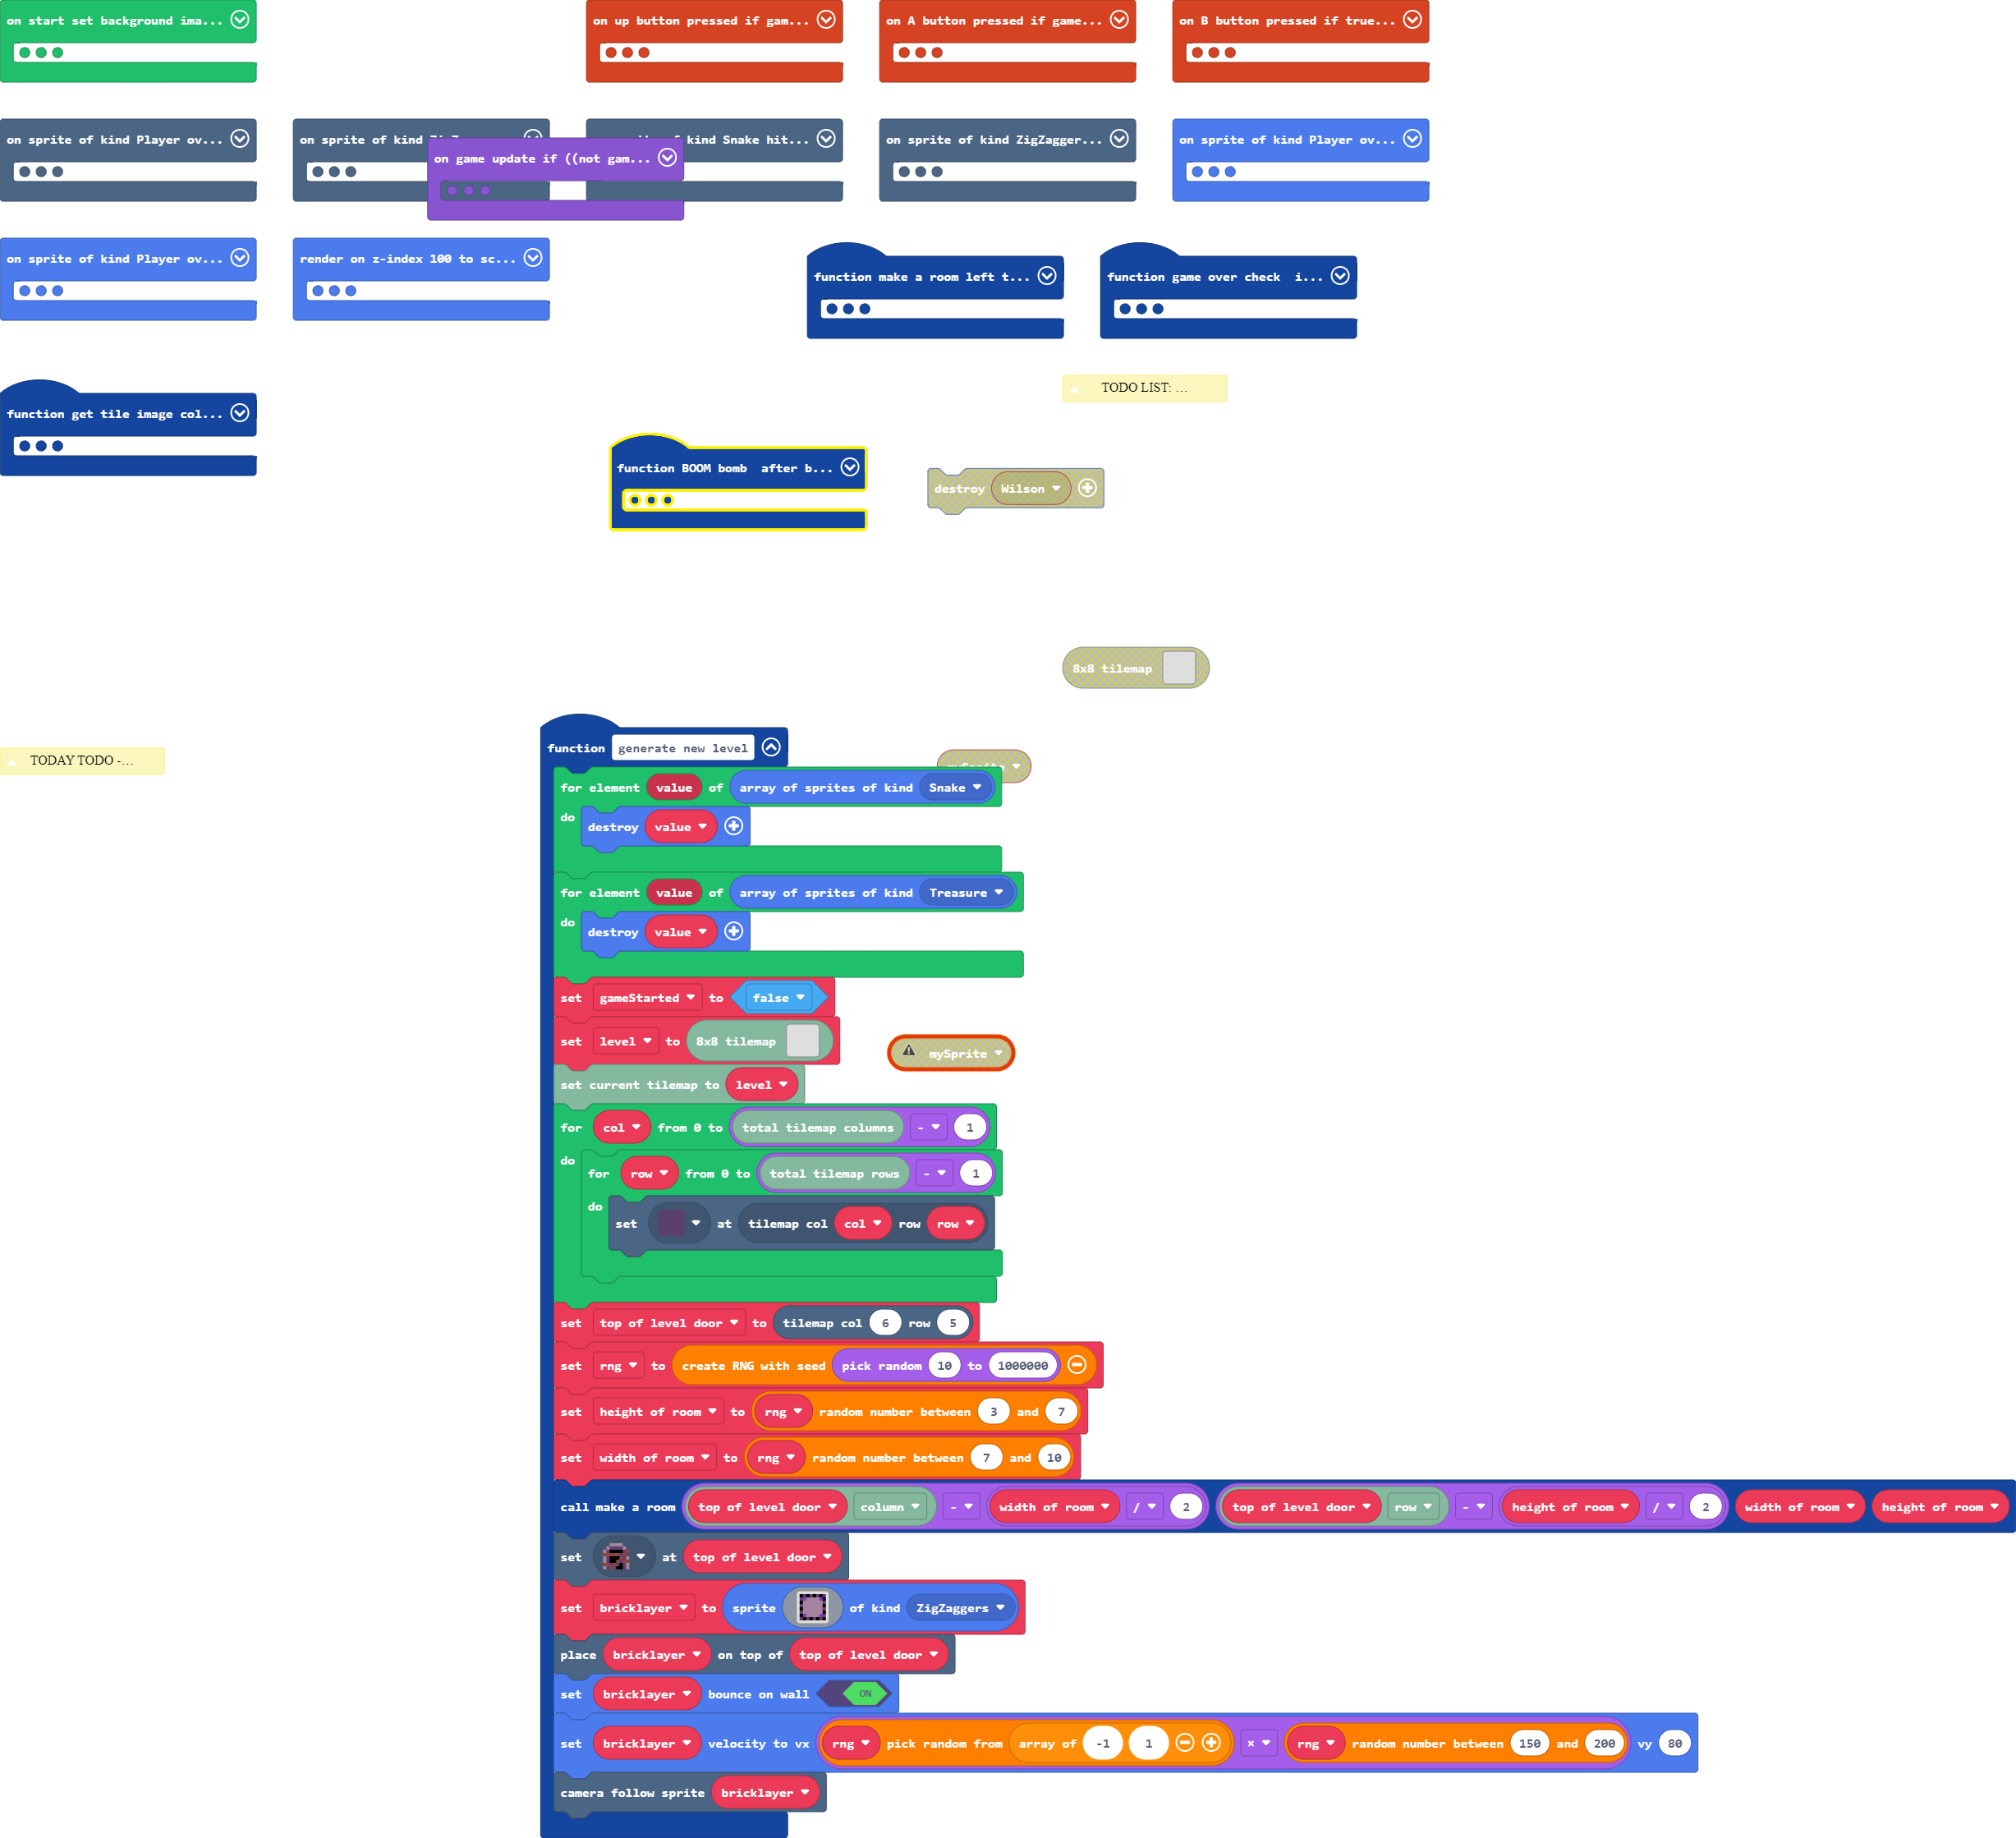 on start set background ima...
on up button pressed if gam...
on A button pressed if game...
on B button pressed if true...
on sprite of kind Player ov...
on sprite of kind
kind Snake hit...
on sprite of kind ZigZagger...
on sprite of kind Player ov...
on game update if ((not gam...
on sprite of kind Player ov...
render on z-index 100 to sc...
function make a room left t...
function game over check i...
TODO LIST: ...
function get tile image col...
function BOOM bomb after b...
destroy Wilson
8x8 tilemap
TODAY TODO -...
function generate new level
for element value of array of sprites of kind Snake
do destroy value
for element value of array of sprites of kind Treasure
do destroy value
set gameStarted to false
set level to 8x8 tilemap
mySprite
set current tilemap to level
for col from 0 to total tilemap columns - 1
do for row from 0 to total tilemap rows - 1
do set at tilemap col col row row
set top of level door to tilemap col 6 row 5
set rng to create RNG with seed pick random 10 to 1000000
set height of room to rng random number between 3 and 7
set width of room to rng random number between 7 and 10
call make a room top of level door column - width of room / 2 top of level door row - height of room / 2 width of room height of room
set at top of level door
set bricklayer to sprite of kind ZigZaggers
place bricklayer on top of top of level door
set bricklayer bounce on wall ON
set bricklayer velocity to vx rng pick random from array of -1 1 × rng random number between 150 and 200 vy 80
camera follow sprite bricklayer